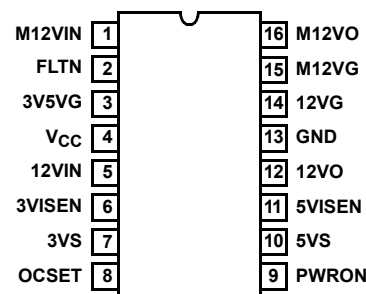 M12VIN 1 16 M12VO
FLTN 2 15 M12VG
3V5VG 3 14 12VG
VCC 4 13 GND
12VIN 5 12 12VO
3VISEN 6 11 5VISEN
3VS 7 10 5VS
OCSET 8 9 PWRON